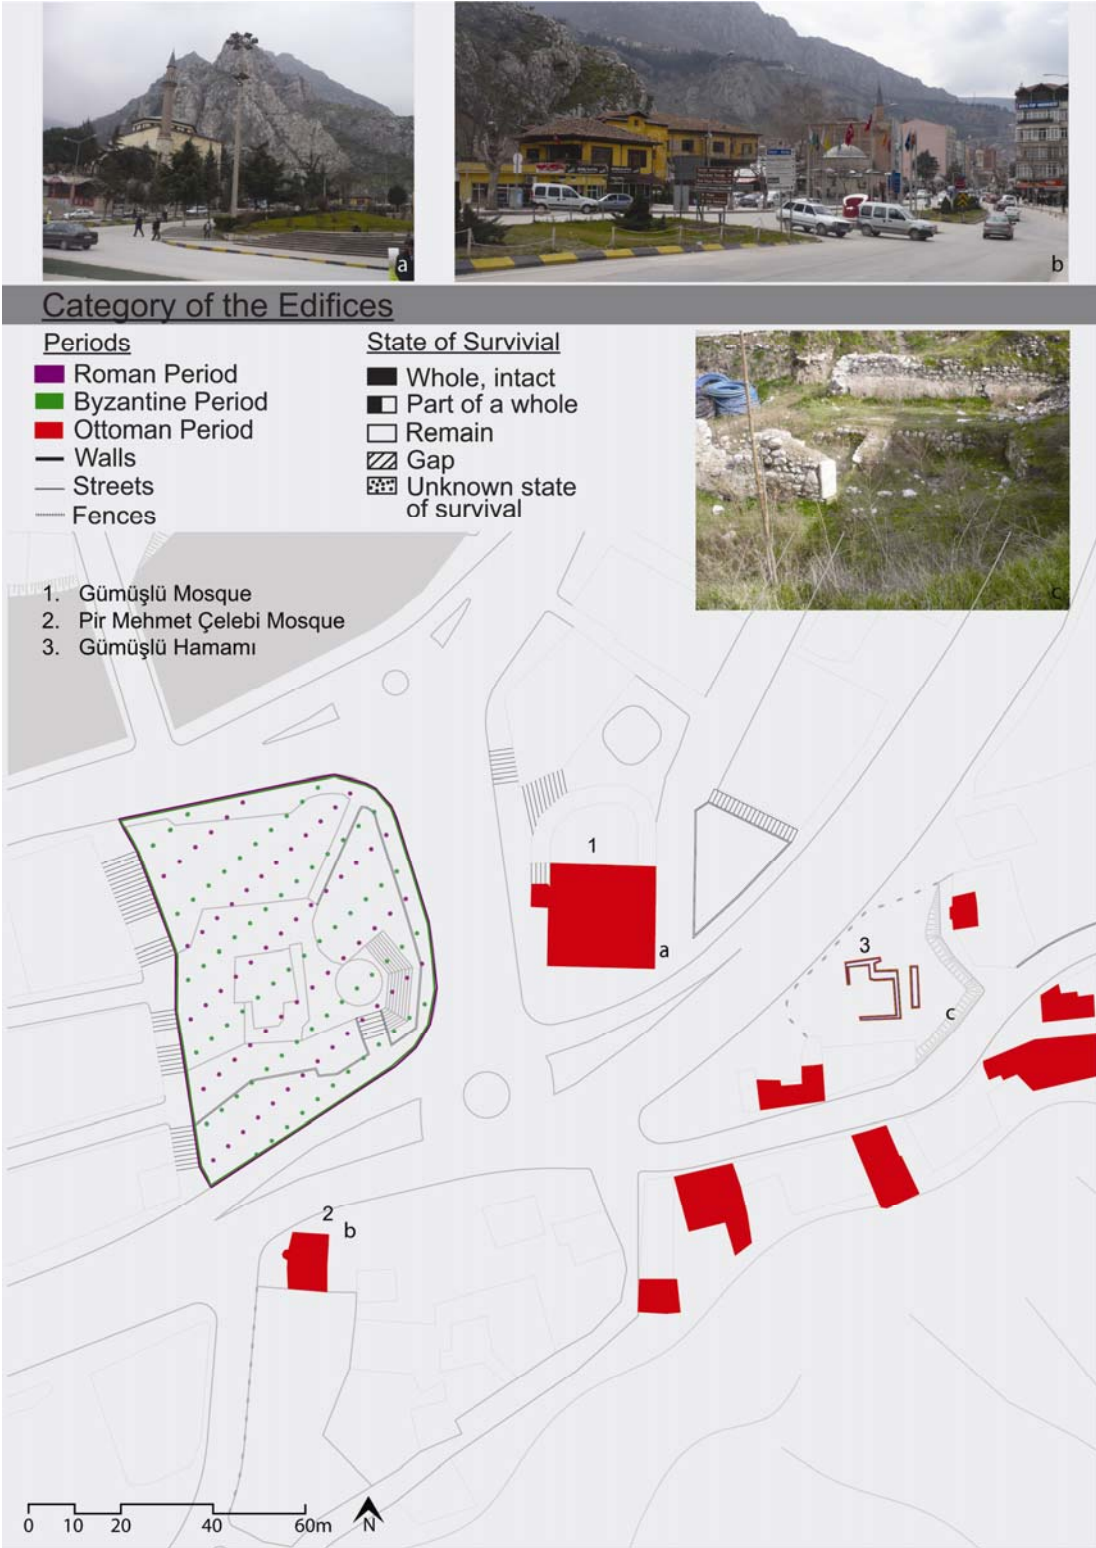 a
b
Category of the Edifices
Periods
Roman Period
Byzantine Period
Ottoman Period
Walls
Streets
Fences
State of Survivial
Whole, intact
Part of a whole
Remain
Gap
Unknown state
of survival
c
1. Gümüşlü Mosque
2. Pir Mehmet Çelebi Mosque
3. Gümüşlü Hamamı
1
a
3
c
2
b
0 10 20 40 60m N